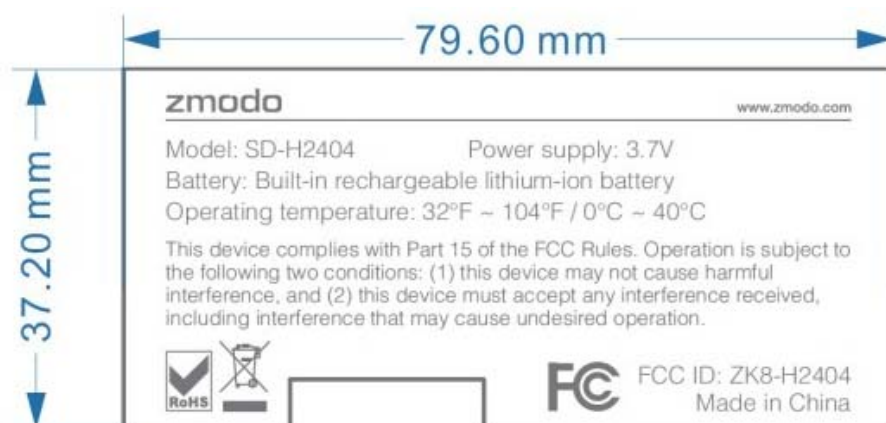 79.60 mm
37.20 mm
zmodo
www.zmodo.com
Model: SD-H2404
Power supply: 3.7V
Battery: Built-in rechargeable lithium-ion battery
Operating temperature: 32°F ~ 104°F / 0°C ~ 40°C
This device complies with Part 15 of the FCC Rules. Operation is subject to
the following two conditions: (1) this device may not cause harmful
interference, and (2) this device must accept any interference received,
including interference that may cause undesired operation.
RoHS
FC
FCC ID: ZK8-H2404
Made in China